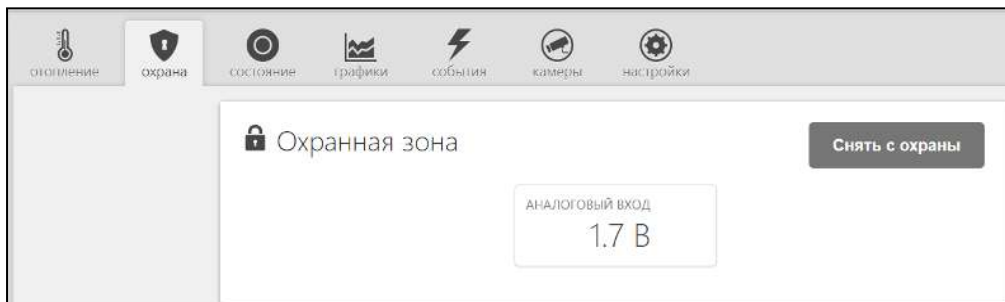 отопление охрана состояние графики события камеры настройки
Охранная зона
Снять с охраны
АНАЛОГОВЫЙ ВХОД
1.7 В